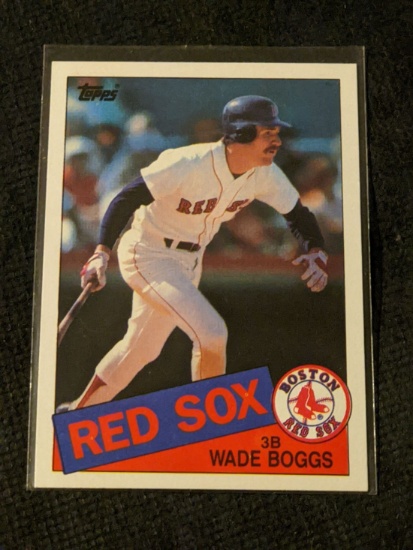 Topps
RED SOX
RED SOX
BOSTON
RED SOX
3B
WADE BOGGS